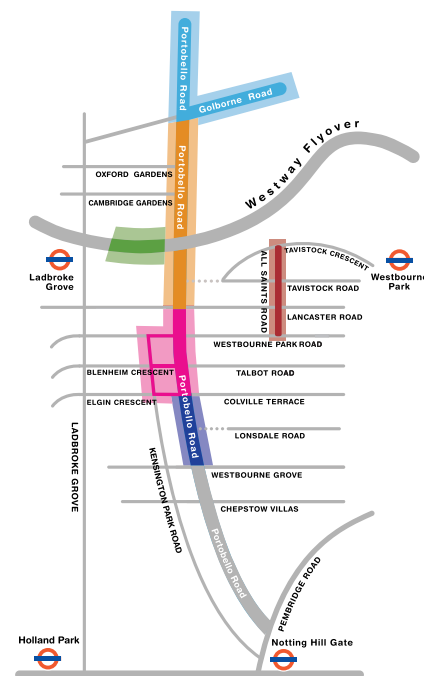 Portobello Road
Golborne Road
Westway Flyover
Portobello Road
OXFORD GARDENS
CAMBRIDGE GARDENS
Ladbroke
Grove
ALL SAINTS ROAD
TAVISTOCK CRESCENT
Westbourne
Park
TAVISTOCK ROAD
LANCASTER ROAD
WESTBOURNE PARK ROAD
BLENHEIM CRESCENT
TALBOT ROAD
ELGIN CRESCENT
COLVILLE TERRACE
Portobello Road
LONSDALE ROAD
LADBROKE GROVE
KENSINGTON PARK ROAD
WESTBOURNE GROVE
CHEPSTOW VILLAS
Portobello Road
PEMBRIDGE ROAD
Holland Park
Notting Hill Gate